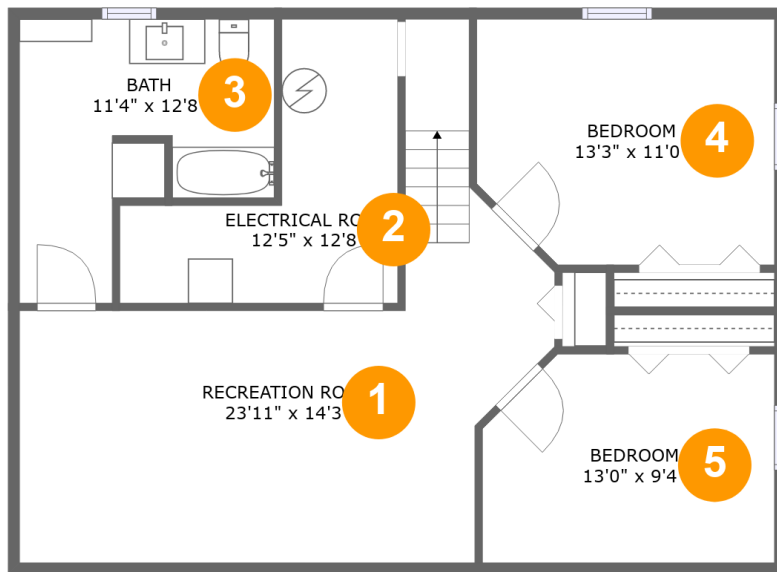 BATH
11'4" x 12'8
3
BEDROOM
13'3" x 11'0
4
ELECTRICAL RO
12'5" x 12'8
2
RECREATION RO
23'11" x 14'3
1
BEDROOM
13'0" x 9'4
5